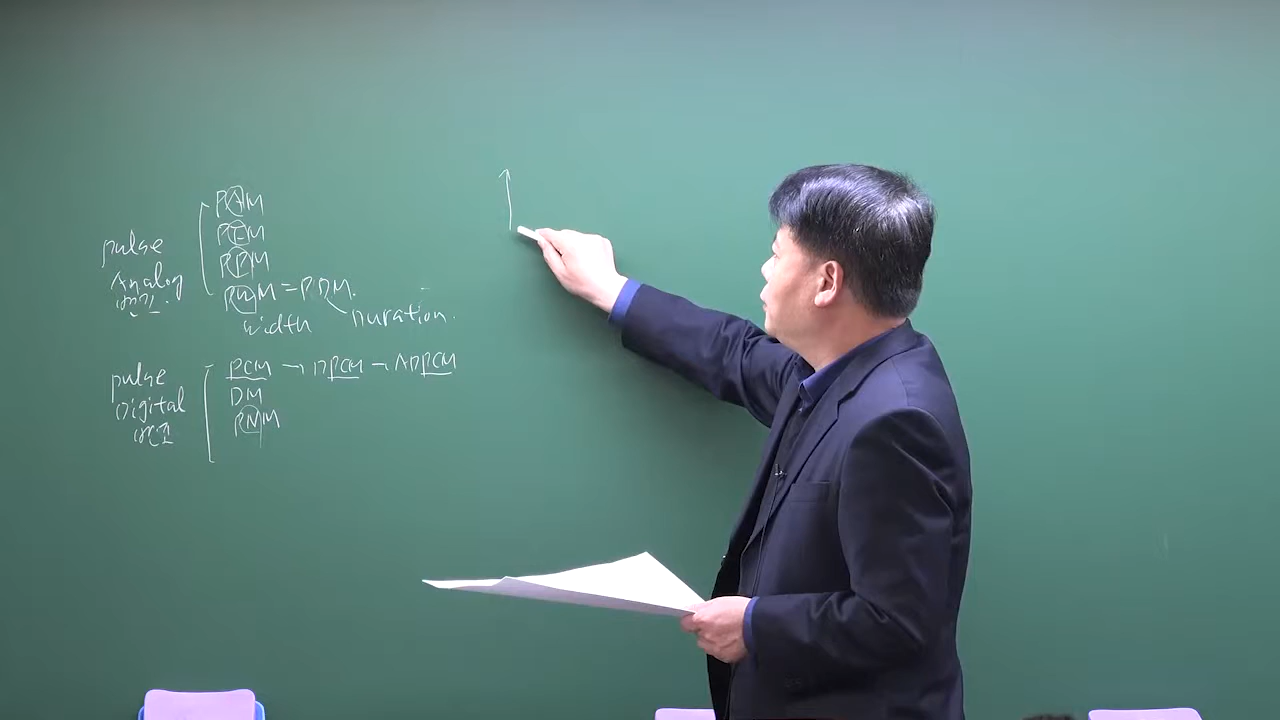 pulse
Analog
변조.
PAM
PFM
PPM
PWM = PDM.
width
Duration.
pulse
Digital
변조
PCM → DPCM → ADPCM
DM
PNM